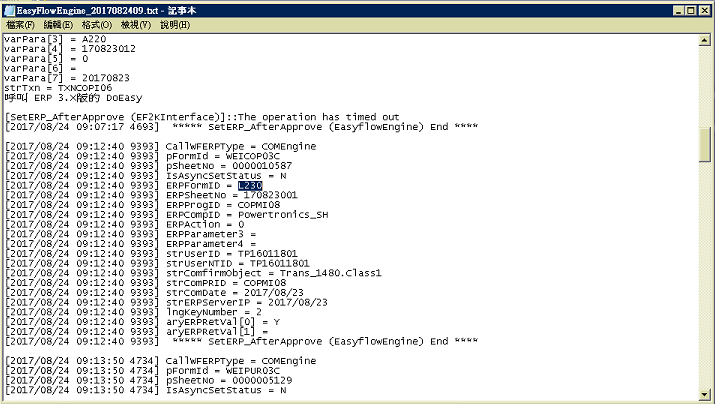 EasyFlowEngine_2017082409.txt - 記事本
檔案(F) 編輯(E) 格式(O) 檢視(V) 說明(H)
varPara[3] = A220
varPara[4] = 170823012
varPara[5] = 0
varPara[6] =
varPara[7] = 20170823
strTxn = TXNCOPI06
呼叫 ERP 3.X版的 DoEasy
[SetERP_AfterApprove (EF2KInterface)]::The operation has timed out
[2017/08/24 09:07:17 4693]  ***** SetERP_AfterApprove (EasyflowEngine) End ****
[2017/08/24 09:12:40 9393] CallWFERPType = COMEngine
[2017/08/24 09:12:40 9393] pFormId = WEICOP03C
[2017/08/24 09:12:40 9393] pSheetNo = 0000010587
[2017/08/24 09:12:40 9393] IsAsyncSetStatus = N
[2017/08/24 09:12:40 9393] ERPFormID = L230
[2017/08/24 09:12:40 9393] ERPSheetNo = 170823001
[2017/08/24 09:12:40 9393] ERPProgID = COPMI08
[2017/08/24 09:12:40 9393] ERPCompID = Powertronics_SH
[2017/08/24 09:12:40 9393] ERPAction = 0
[2017/08/24 09:12:40 9393] ERPParameter3 =
[2017/08/24 09:12:40 9393] ERPParameter4 =
[2017/08/24 09:12:40 9393] strUserID = TP16011801
[2017/08/24 09:12:40 9393] strUserNTID = TP16011801
[2017/08/24 09:12:40 9393] strComfirmObject = Trans_1480.Class1
[2017/08/24 09:12:40 9393] strComPRID = COPMI08
[2017/08/24 09:12:40 9393] strComDate = 2017/08/23
[2017/08/24 09:12:40 9393] strERPServerIP = 2017/08/23
[2017/08/24 09:12:40 9393] lngKeyNumber = 2
[2017/08/24 09:12:40 9393] aryERPRetVal[0] = Y
[2017/08/24 09:12:40 9393] aryERPRetVal[1] =
[2017/08/24 09:12:40 9393]  ***** SetERP_AfterApprove (EasyflowEngine) End ****
[2017/08/24 09:13:50 4734] CallWFERPType = COMEngine
[2017/08/24 09:13:50 4734] pFormId = WEIPUR03C
[2017/08/24 09:13:50 4734] pSheetNo = 0000005129
[2017/08/24 09:13:50 4734] IsAsyncSetStatus = N